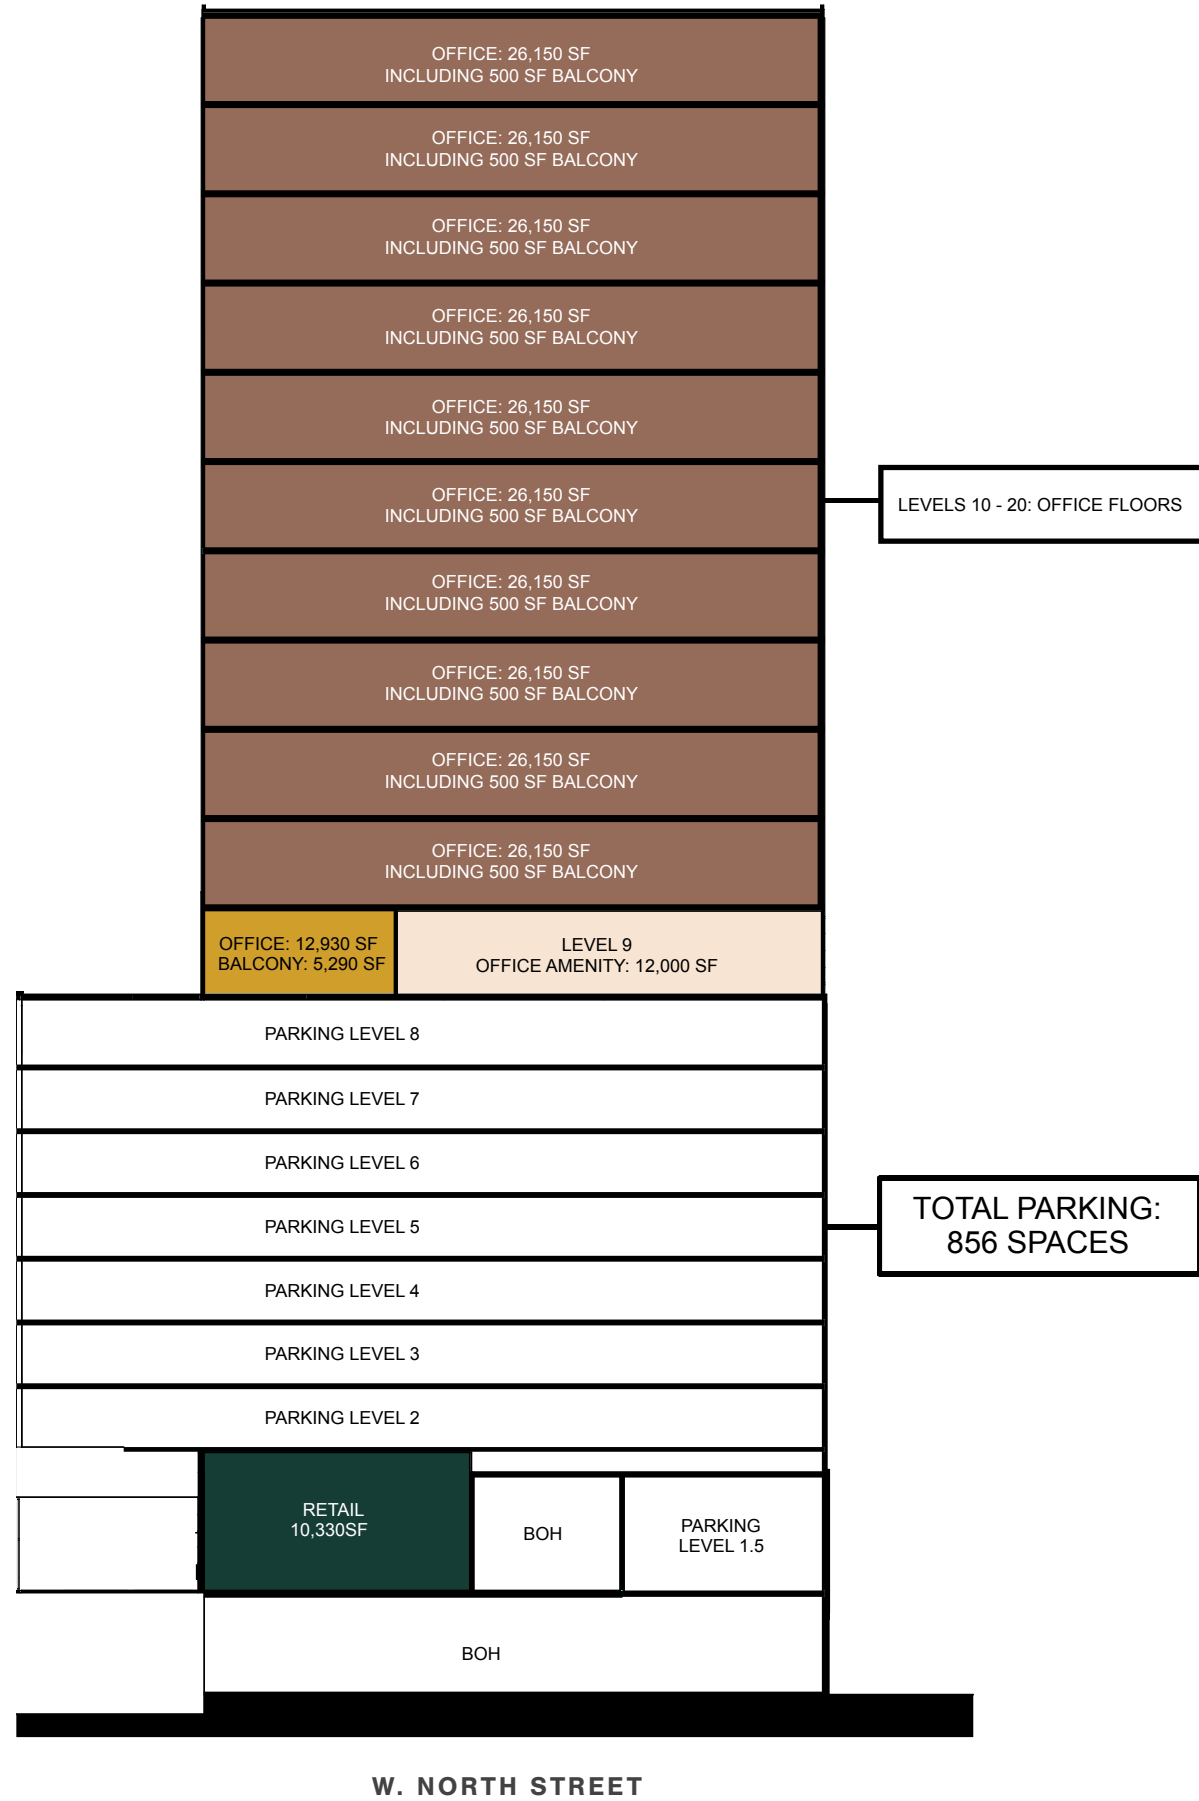 OFFICE: 26,150 SF
INCLUDING 500 SF BALCONY
OFFICE: 26,150 SF
INCLUDING 500 SF BALCONY
OFFICE: 26,150 SF
INCLUDING 500 SF BALCONY
OFFICE: 26,150 SF
INCLUDING 500 SF BALCONY
OFFICE: 26,150 SF
INCLUDING 500 SF BALCONY
OFFICE: 26,150 SF
INCLUDING 500 SF BALCONY
LEVELS 10 - 20: OFFICE FLOORS
OFFICE: 26,150 SF
INCLUDING 500 SF BALCONY
OFFICE: 26,150 SF
INCLUDING 500 SF BALCONY
OFFICE: 26,150 SF
INCLUDING 500 SF BALCONY
OFFICE: 26,150 SF
INCLUDING 500 SF BALCONY
OFFICE: 12,930 SF
BALCONY: 5,290 SF
LEVEL 9
OFFICE AMENITY: 12,000 SF
PARKING LEVEL 8
PARKING LEVEL 7
PARKING LEVEL 6
PARKING LEVEL 5
TOTAL PARKING:
856 SPACES
PARKING LEVEL 4
PARKING LEVEL 3
PARKING LEVEL 2
RETAIL
10,330SF
BOH
PARKING
LEVEL 1.5
BOH
W. NORTH STREET